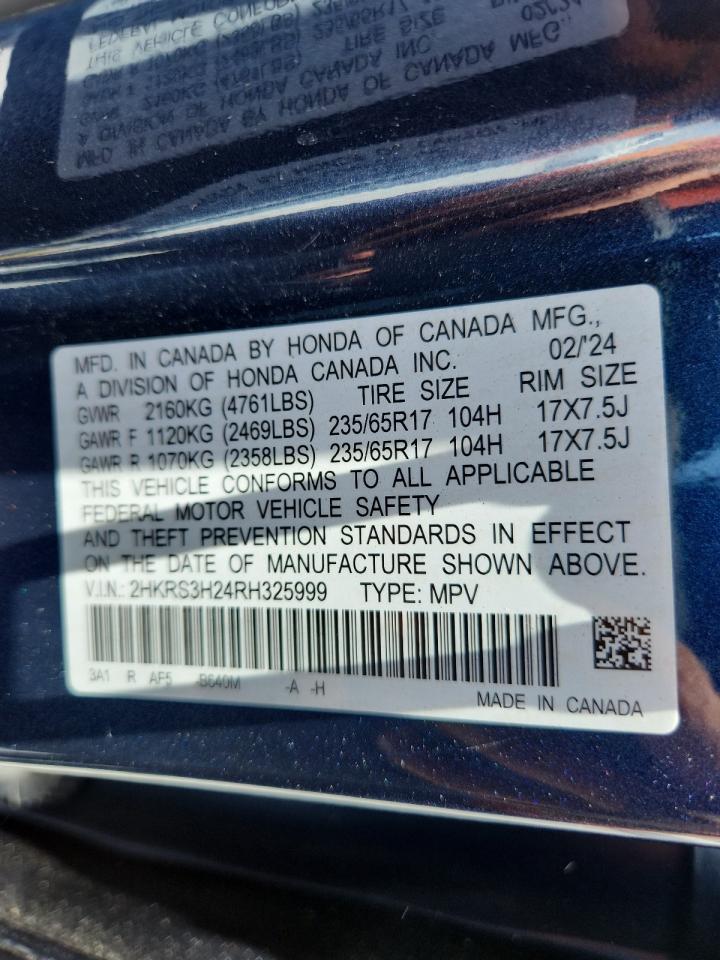 MFD. IN CANADA BY HONDA OF CANADA MFG.,
A DIVISION OF HONDA CANADA INC. 02/'24
GVWR 2160KG (4761LBS) TIRE SIZE RIM SIZE
GAWR F 1120KG (2469LBS) 235/65R17 104H 17X7.5J
GAWR R 1070KG (2358LBS) 235/65R17 104H 17X7.5J
THIS VEHICLE CONFORMS TO ALL APPLICABLE
FEDERAL MOTOR VEHICLE SAFETY
AND THEFT PREVENTION STANDARDS IN EFFECT
ON THE DATE OF MANUFACTURE SHOWN ABOVE.
V.I.N.: 2HKRS3H24RH325999 TYPE: MPV
3A1 R AF5 -B640M -A -H
MADE IN CANADA